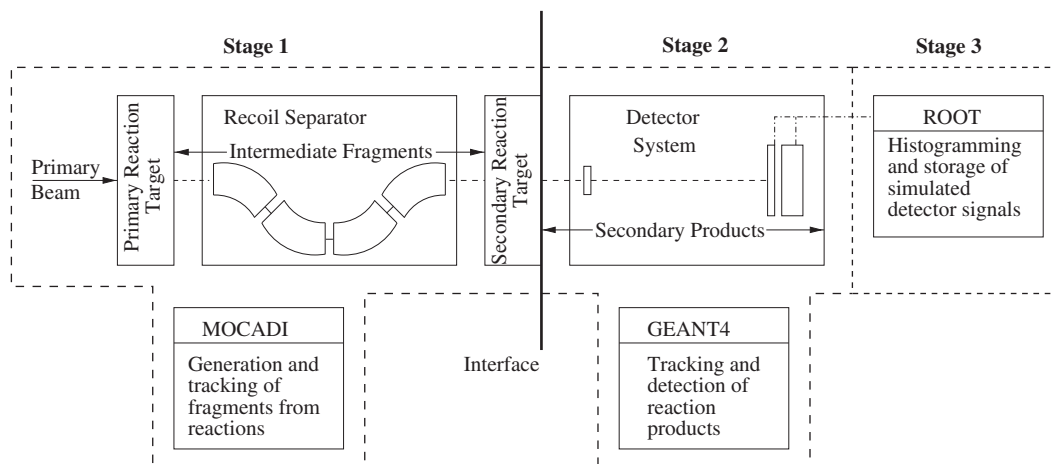 Stage 1
Stage 2
Stage 3
Primary
Beam
Primary Reaction
Target
Recoil Separator
Intermediate Fragments
Secondary Reaction
Target
Detector
System
Secondary Products
ROOT
Histogramming
and storage of
simulated
detector signals
MOCADI
Generation and
tracking of
fragments from
reactions
Interface
GEANT4
Tracking and
detection of
reaction
products